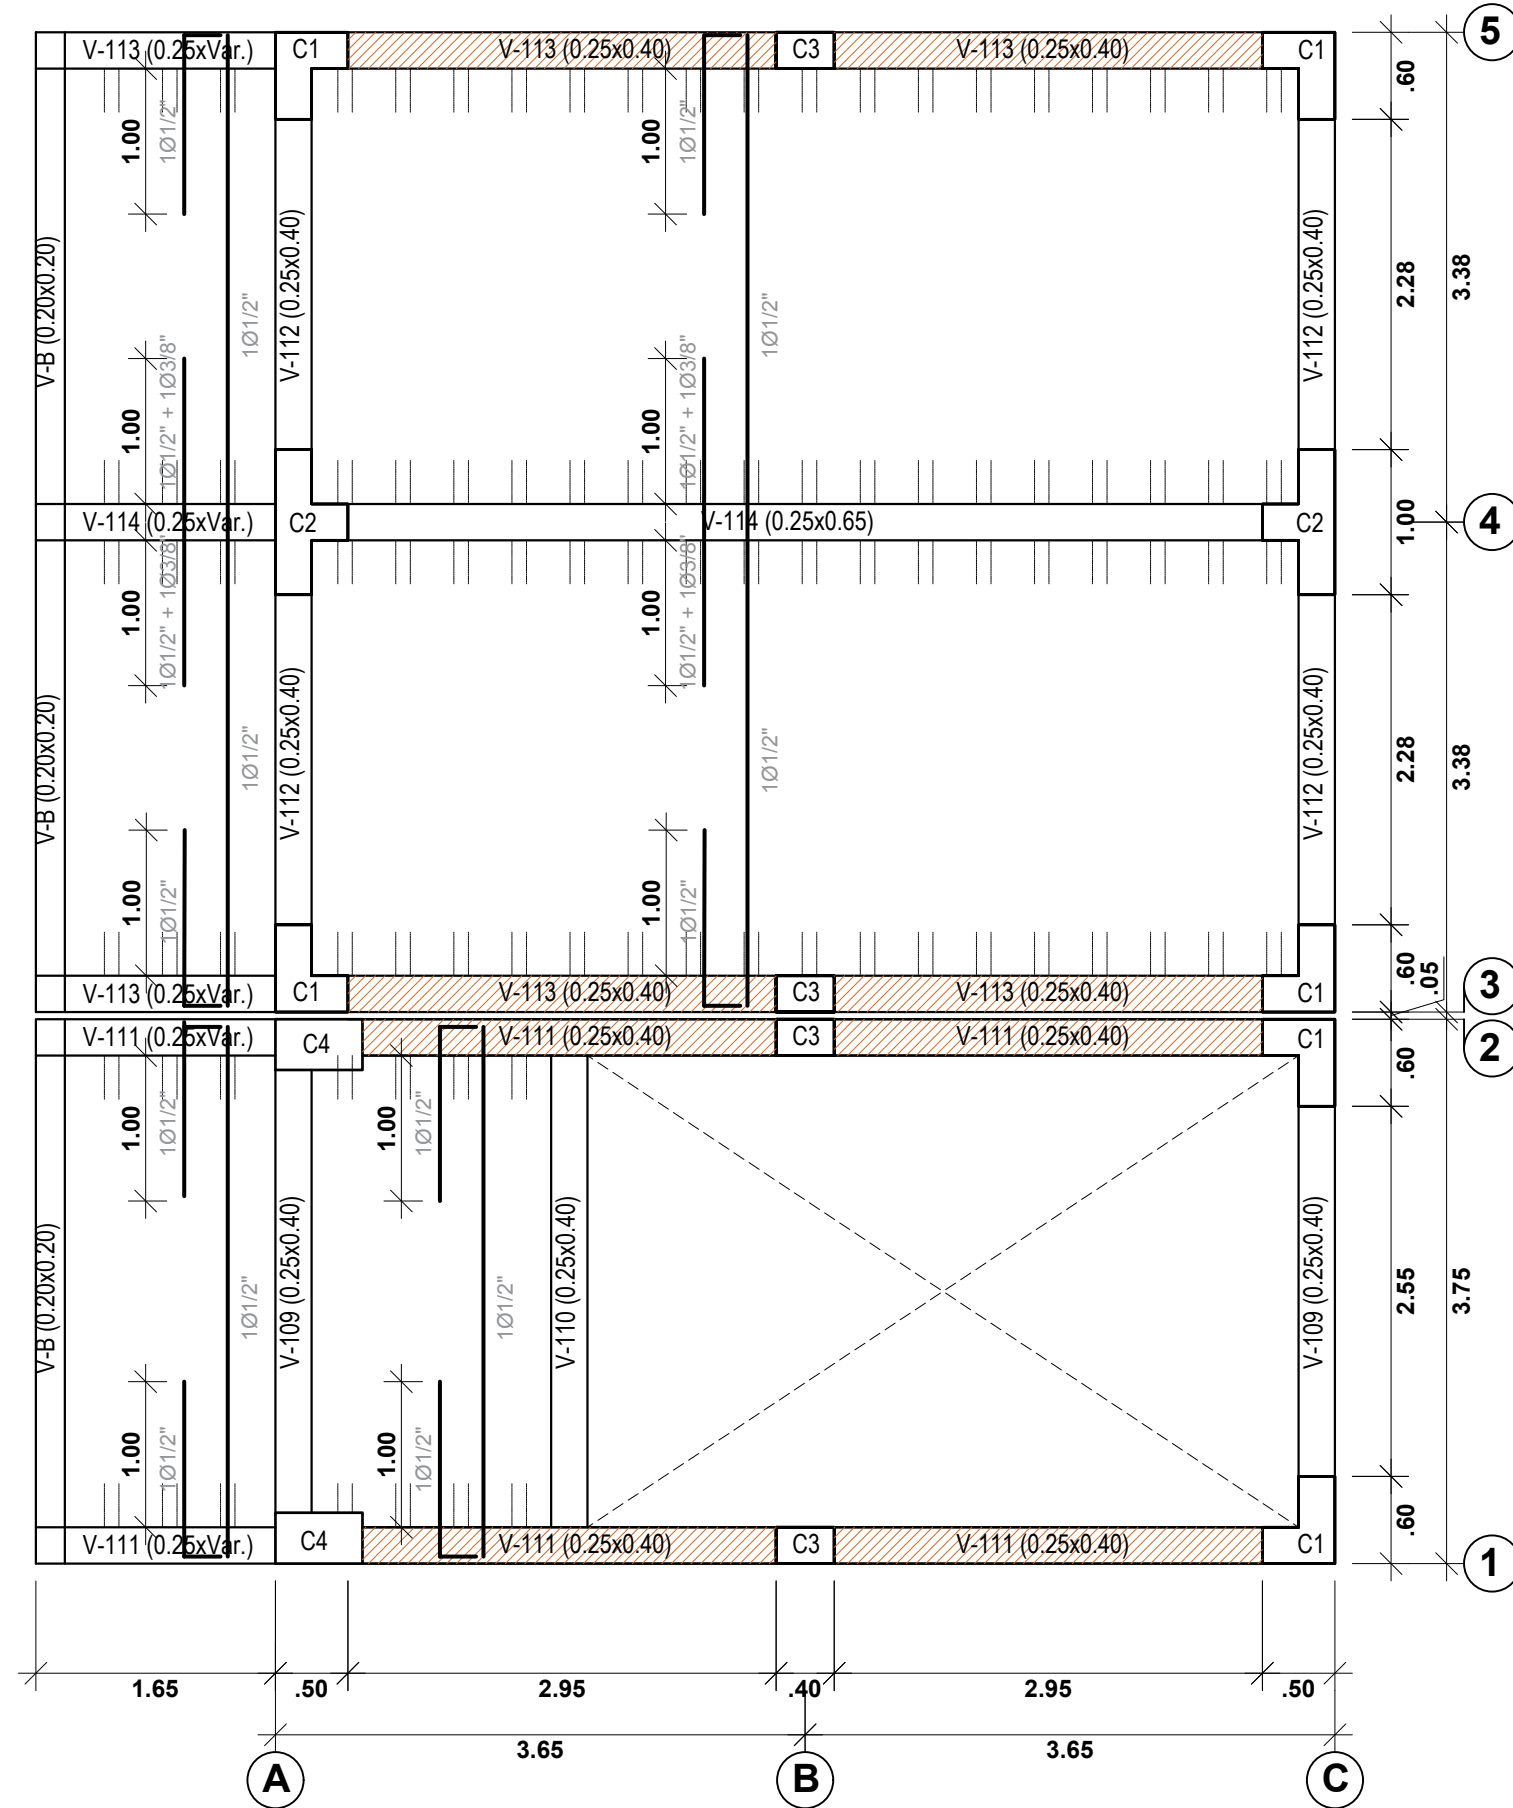 V-113 (0.25xVar.)
C1
V-113 (0.25x0.40)
C3
V-113 (0.25x0.40)
C1
5
.60
1.00
1Ø1/2"
1.00
1Ø1/2"
V-B (0.20x0.20)
1Ø1/2"
V-112 (0.25x0.40)
1Ø1/2"
V-112 (0.25x0.40)
2.28
3.38
1.00
1Ø1/2" + 1Ø3/8"
1.00
1Ø1/2" + 1Ø3/8"
V-114 (0.25xVar.)
C2
V-114 (0.25x0.65)
C2
1.00
4
1.00
1Ø1/2" + 1Ø3/8"
1.00
1Ø1/2" + 1Ø3/8"
V-B (0.20x0.20)
1Ø1/2"
V-112 (0.25x0.40)
1Ø1/2"
V-112 (0.25x0.40)
2.28
3.38
1.00
1Ø1/2"
1.00
1Ø1/2"
.60
.05
V-113 (0.25xVar.)
C1
V-113 (0.25x0.40)
C3
V-113 (0.25x0.40)
C1
3
V-111 (0.25xVar.)
C4
V-111 (0.25x0.40)
C3
V-111 (0.25x0.40)
C1
2
.60
1.00
1Ø1/2"
1.00
1Ø1/2"
V-B (0.20x0.20)
1Ø1/2"
V-109 (0.25x0.40)
1Ø1/2"
V-110 (0.25x0.40)
V-109 (0.25x0.40)
2.55
3.75
1.00
1Ø1/2"
1.00
1Ø1/2"
.60
V-111 (0.25xVar.)
C4
V-111 (0.25x0.40)
C3
V-111 (0.25x0.40)
C1
1
1.65
.50
2.95
.40
2.95
.50
3.65
3.65
A
B
C